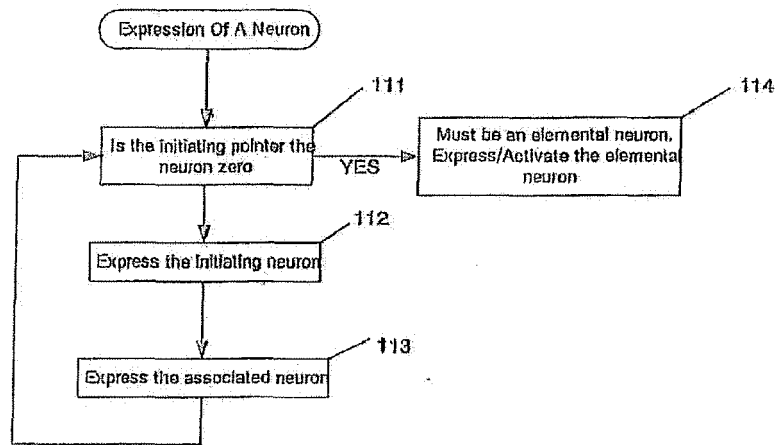 Expression Of A Neuron
111
Is the initiating pointer the
neuron zero
YES
114
Must be an elemental neuron.
Express/Activate the elemental
neuron
112
Express the initiating neuron
113
Express the associated neuron